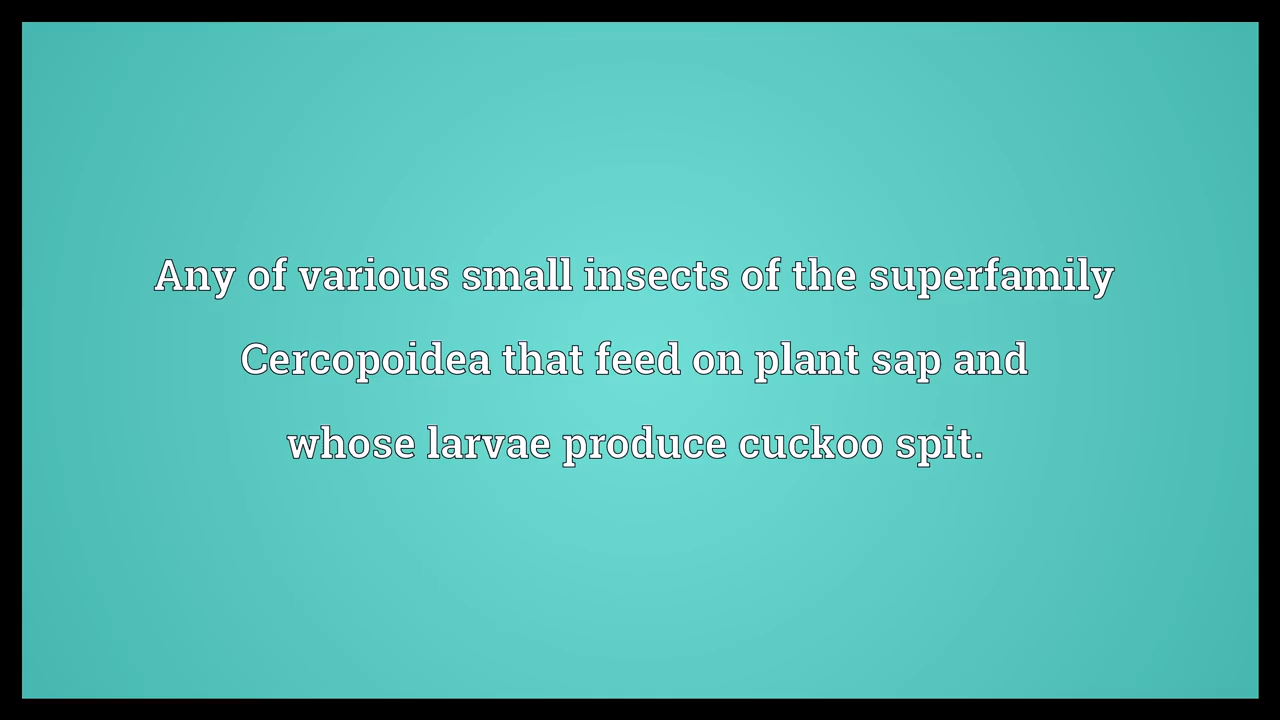 Any of various small insects of the superfamily
Cercopoidea that feed on plant sap and
whose larvae produce cuckoo spit.